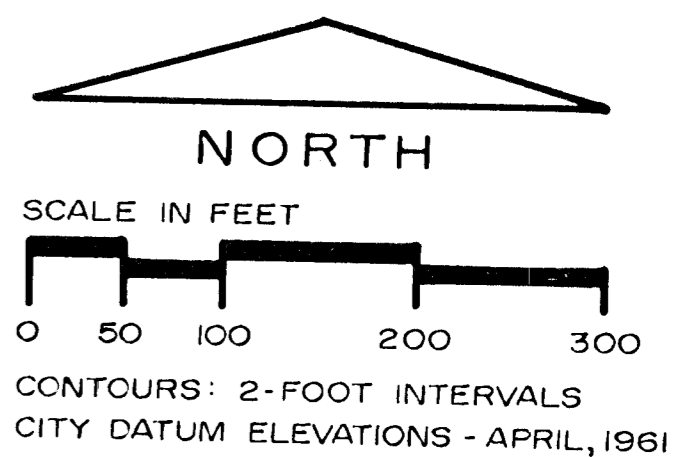 NORTH
SCALE IN FEET
0 50 100 200 300
CONTOURS: 2-FOOT INTERVALS
CITY DATUM ELEVATIONS - APRIL, 1961